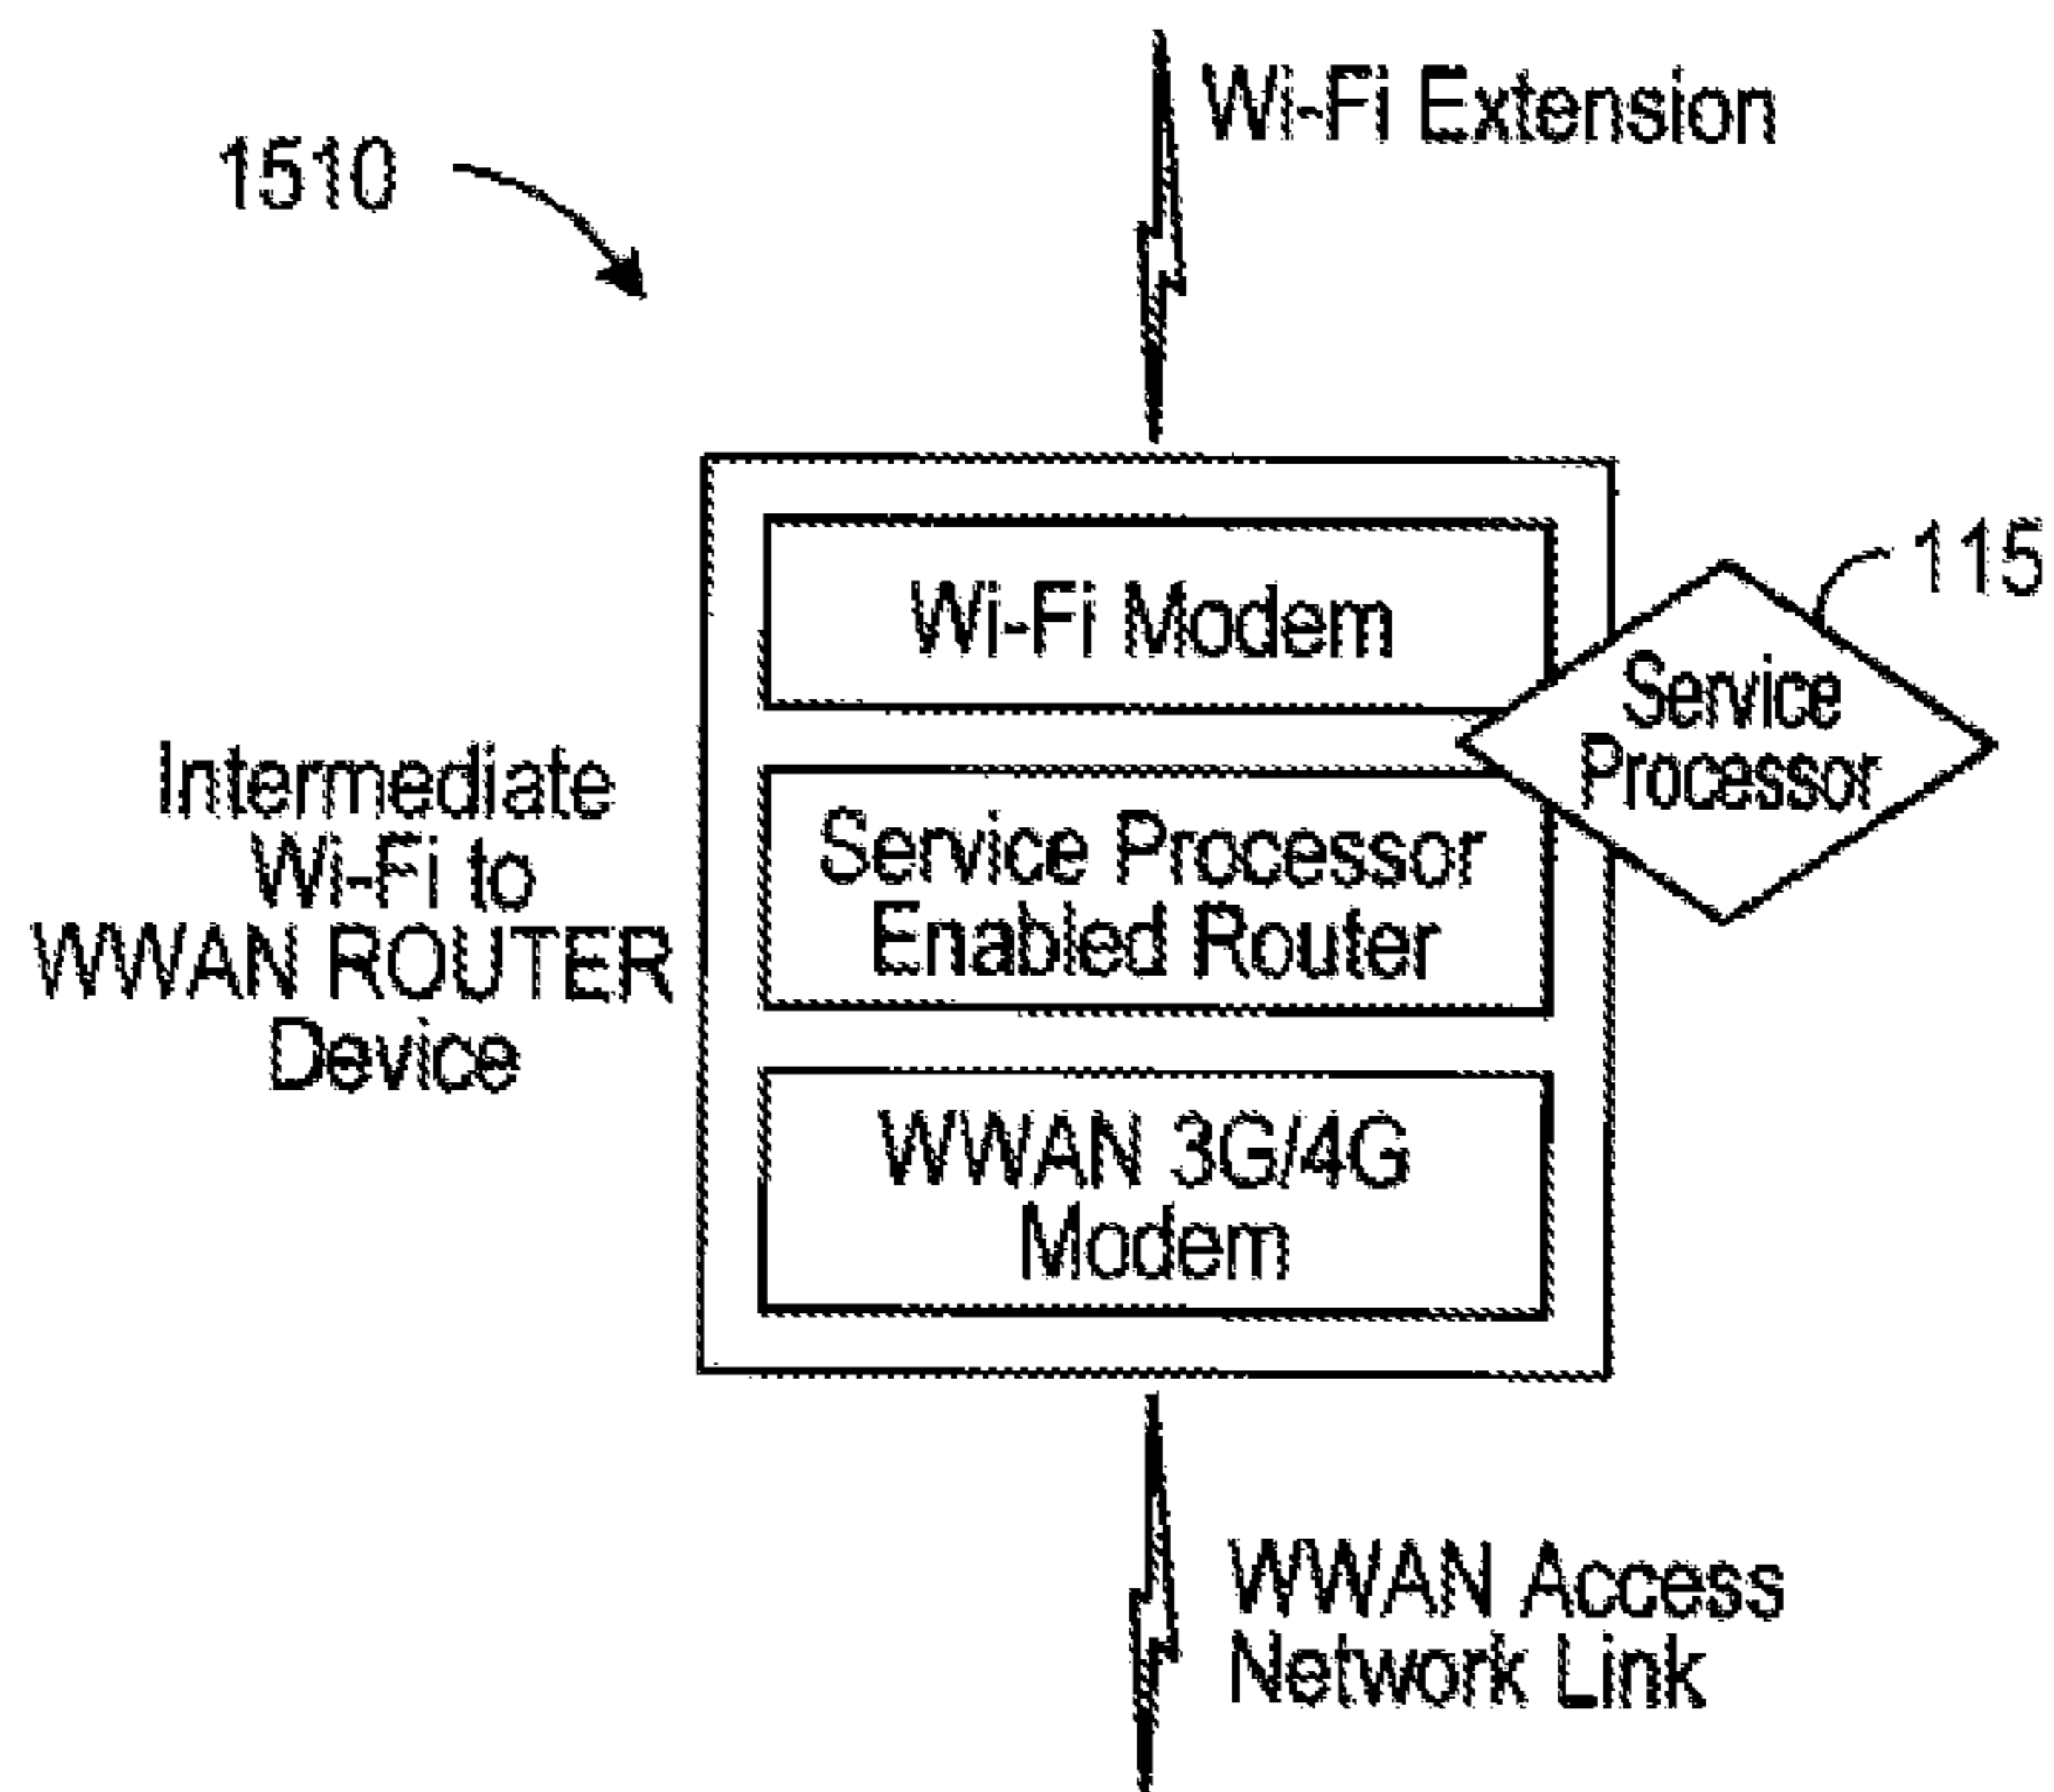 Wi-Fi Extension
1510
115
Wi-Fi Modem
Service
Processor
Intermediate
Wi-Fi to
WWAN ROUTER
Device
Service Processor
Enabled Router
WWAN 3G/4G
Modem
WWAN Access
Network Link